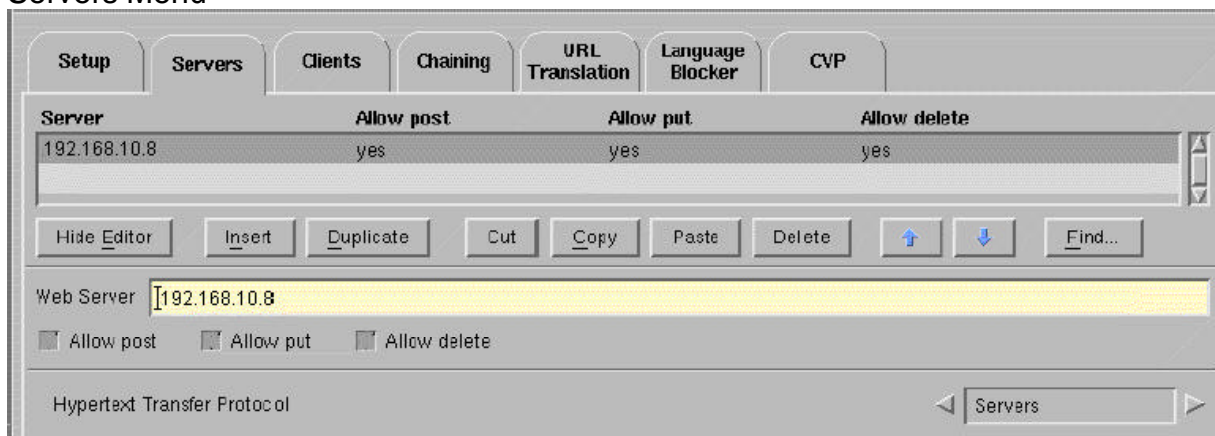 Servers Menu
Setup Servers Clients Chaining URL Translation Language Blocker CVP
Server Allow post Allow put Allow delete
192.168.10.8 yes yes yes
Hide Editor Insert Duplicate Cut Copy Paste Delete Find...
Web Server 192.168.10.8
Allow post Allow put Allow delete
Hypertext Transfer Protocol Servers